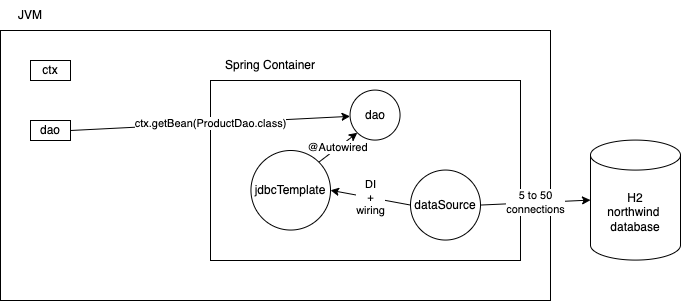 JVM
Spring Container
ctx
dao
ctx.getBean(ProductDao.class)
dao
@Autowired
jdbcTemplate
DI
+
wiring
dataSource
5 to 50
connections
H2
northwind
database